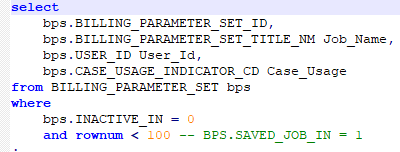 select
bps.BILLING_PARAMETER_SET_ID,
bps.BILLING_PARAMETER_SET_TITLE_NM Job_Name,
bps.USER_ID User_Id,
bps.CASE_USAGE_INDICATOR_CD Case_Usage
from BILLING_PARAMETER_SET bps
where
bps.INACTIVE_IN = 0
and rownum < 100 -- BPS.SAVED_JOB_IN = 1